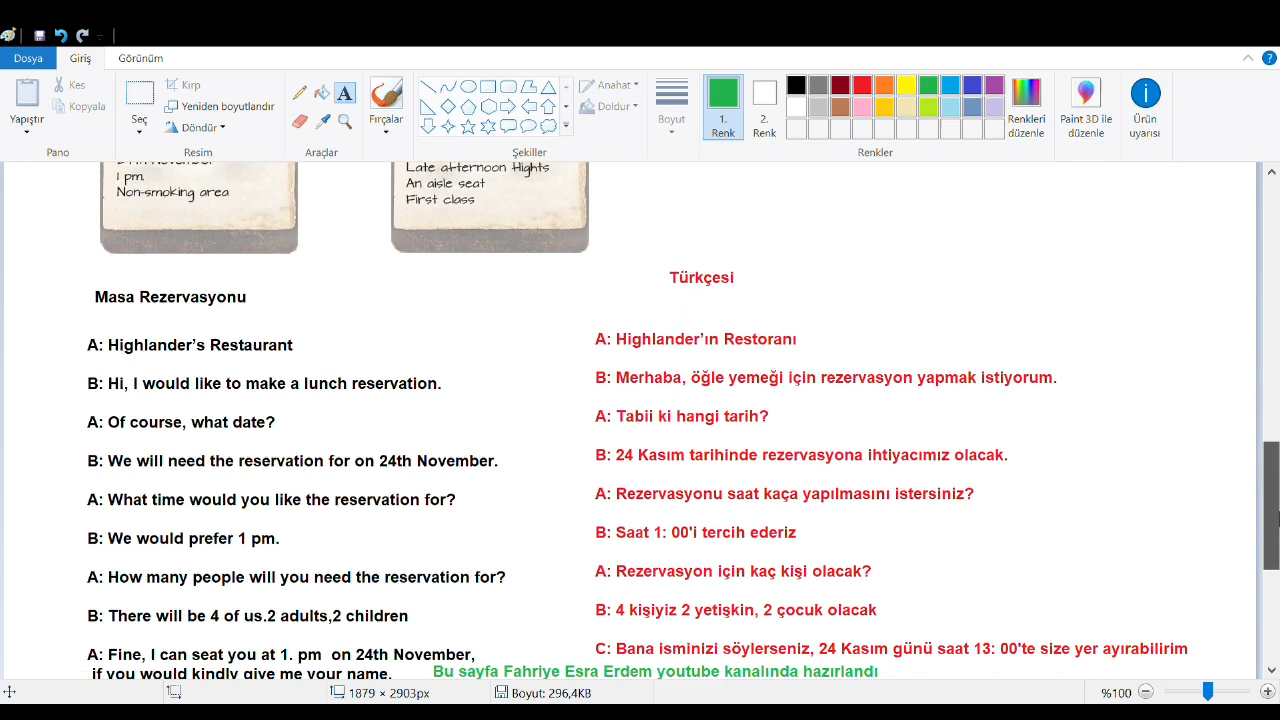 Dosya Giriş Görünüm
Yapıştır
Kes
Kopyala
Pano
Seç
Kırp
Yeniden boyutlandır
Döndür
Resim
Araçlar
Fırçalar
Şekiller
Anahat
Doldur
Boyut
1. Renk
2. Renk
Renkler
Renkleri düzenle
Paint 3D ile düzenle
Ürün uyarısı
1 pm.
Non-smoking area
Late afternoon flights
An aisle seat
First class
Masa Rezervasyonu
A: Highlander’s Restaurant
B: Hi, I would like to make a lunch reservation.
A: Of course, what date?
B: We will need the reservation for on 24th November.
A: What time would you like the reservation for?
B: We would prefer 1 pm.
A: How many people will you need the reservation for?
B: There will be 4 of us.2 adults,2 children
A: Fine, I can seat you at 1. pm on 24th November,
if you would kindly give me your name.
Türkçesi
A: Highlander’ın Restoranı
B: Merhaba, öğle yemeği için rezervasyon yapmak istiyorum.
A: Tabii ki hangi tarih?
B: 24 Kasım tarihinde rezervasyona ihtiyacımız olacak.
A: Rezervasyonu saat kaça yapılmasını istersiniz?
B: Saat 1: 00'i tercih ederiz
A: Rezervasyon için kaç kişi olacak?
B: 4 kişiyiz 2 yetişkin, 2 çocuk olacak
C: Bana isminizi söylerseniz, 24 Kasım günü saat 13: 00'te size yer ayırabilirim
Bu sayfa Fahriye Esra Erdem youtube kanalında hazırlandı
1879 × 2903px
Boyut: 296,4KB
%100